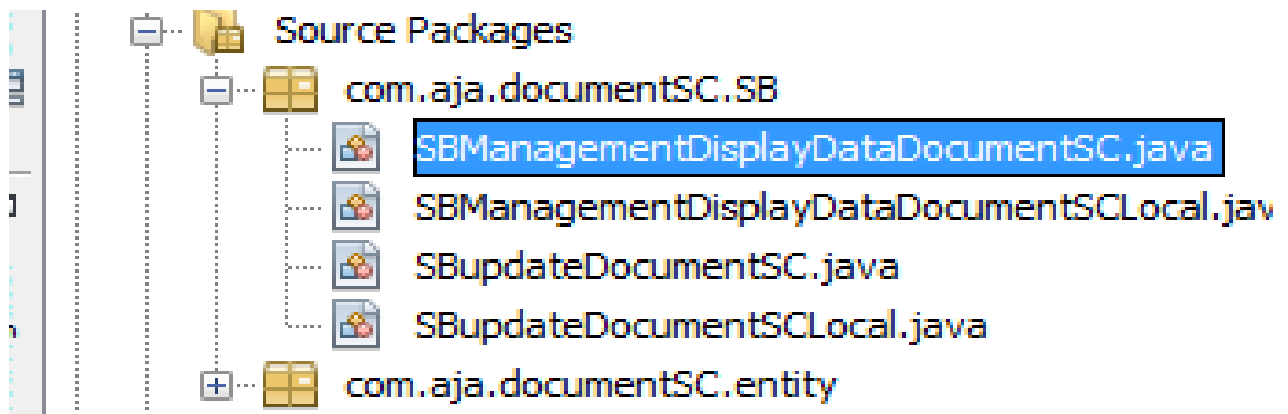 Source Packages
com.aja.documentSC.SB
SBManagementDisplayDataDocumentSC.java
SBManagementDisplayDataDocumentSCLocal.jav
SBupdateDocumentSC.java
SBupdateDocumentSCLocal.java
com.aja.documentSC.entity